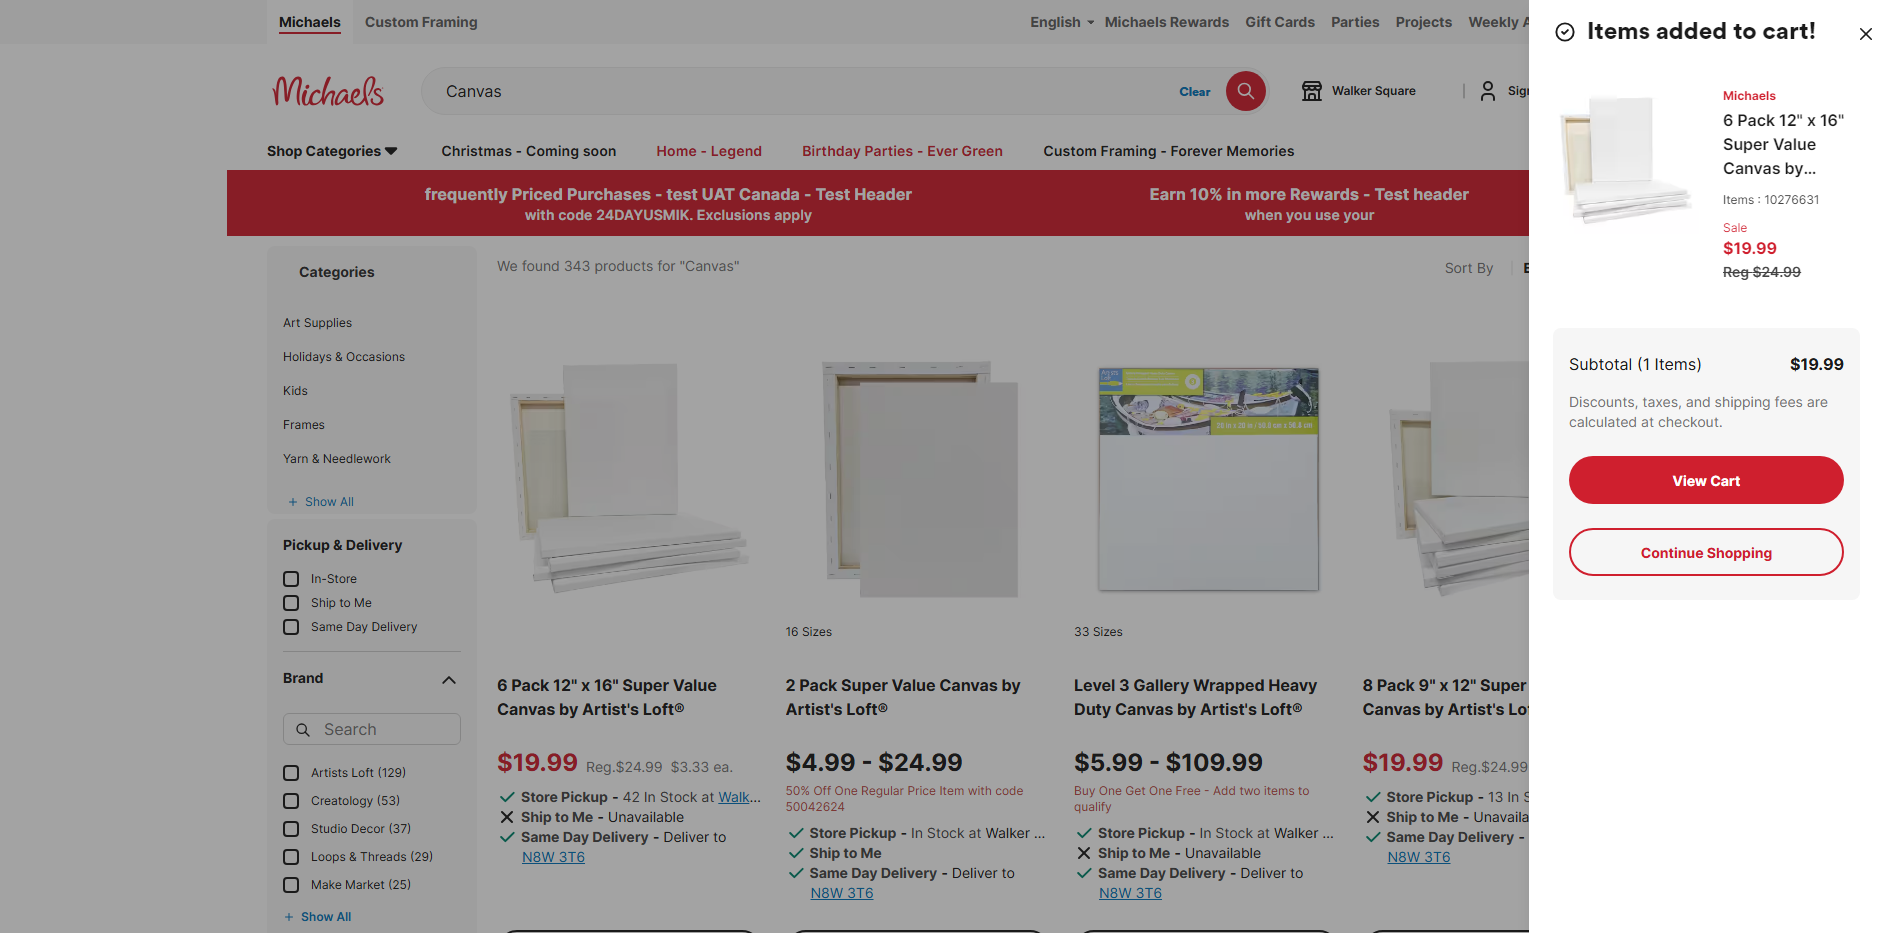 Michaels
Custom Framing
English
Michaels Rewards
Gift Cards
Parties
Projects
Weekly A
Michaels
Canvas
Clear
Walker Square
Sign
Shop Categories
Christmas - Coming soon
Home - Legend
Birthday Parties - Ever Green
Custom Framing - Forever Memories
frequently Priced Purchases - test UAT Canada - Test Header
with code 24DAYUSMIK. Exclusions apply
Earn 10% in more Rewards - Test header
when you use your
Categories
Art Supplies
Holidays & Occasions
Kids
Frames
Yarn & Needlework
+ Show All
Pickup & Delivery
In-Store
Ship to Me
Same Day Delivery
Brand
Search
Artists Loft (129)
Creatology (53)
Studio Decor (37)
Loops & Threads (29)
Make Market (25)
+ Show All
We found 343 products for "Canvas"
Sort By
6 Pack 12" x 16" Super Value
Canvas by Artist's Loft®
$19.99 Reg.$24.99 $3.33 ea.
Store Pickup - 42 In Stock at Walk...
Ship to Me - Unavailable
Same Day Delivery - Deliver to
N8W 3T6
16 Sizes
2 Pack Super Value Canvas by
Artist's Loft®
$4.99 - $24.99
50% Off One Regular Price Item with code
50042624
Store Pickup - In Stock at Walker ...
Ship to Me
Same Day Delivery - Deliver to
N8W 3T6
33 Sizes
Level 3 Gallery Wrapped Heavy
Duty Canvas by Artist's Loft®
$5.99 - $109.99
Buy One Get One Free - Add two items to
qualify
Store Pickup - In Stock at Walker ...
Ship to Me - Unavailable
Same Day Delivery - Deliver to
N8W 3T6
8 Pack 9" x 12" Super
Canvas by Artist's Lof
$19.99 Reg.$24.99
Store Pickup - 13 In S
Ship to Me - Unavaila
Same Day Delivery -
N8W 3T6
Items added to cart!
Michaels
6 Pack 12" x 16"
Super Value
Canvas by...
Items : 10276631
Sale
$19.99
Reg $24.99
Subtotal (1 Items) $19.99
Discounts, taxes, and shipping fees are
calculated at checkout.
View Cart
Continue Shopping